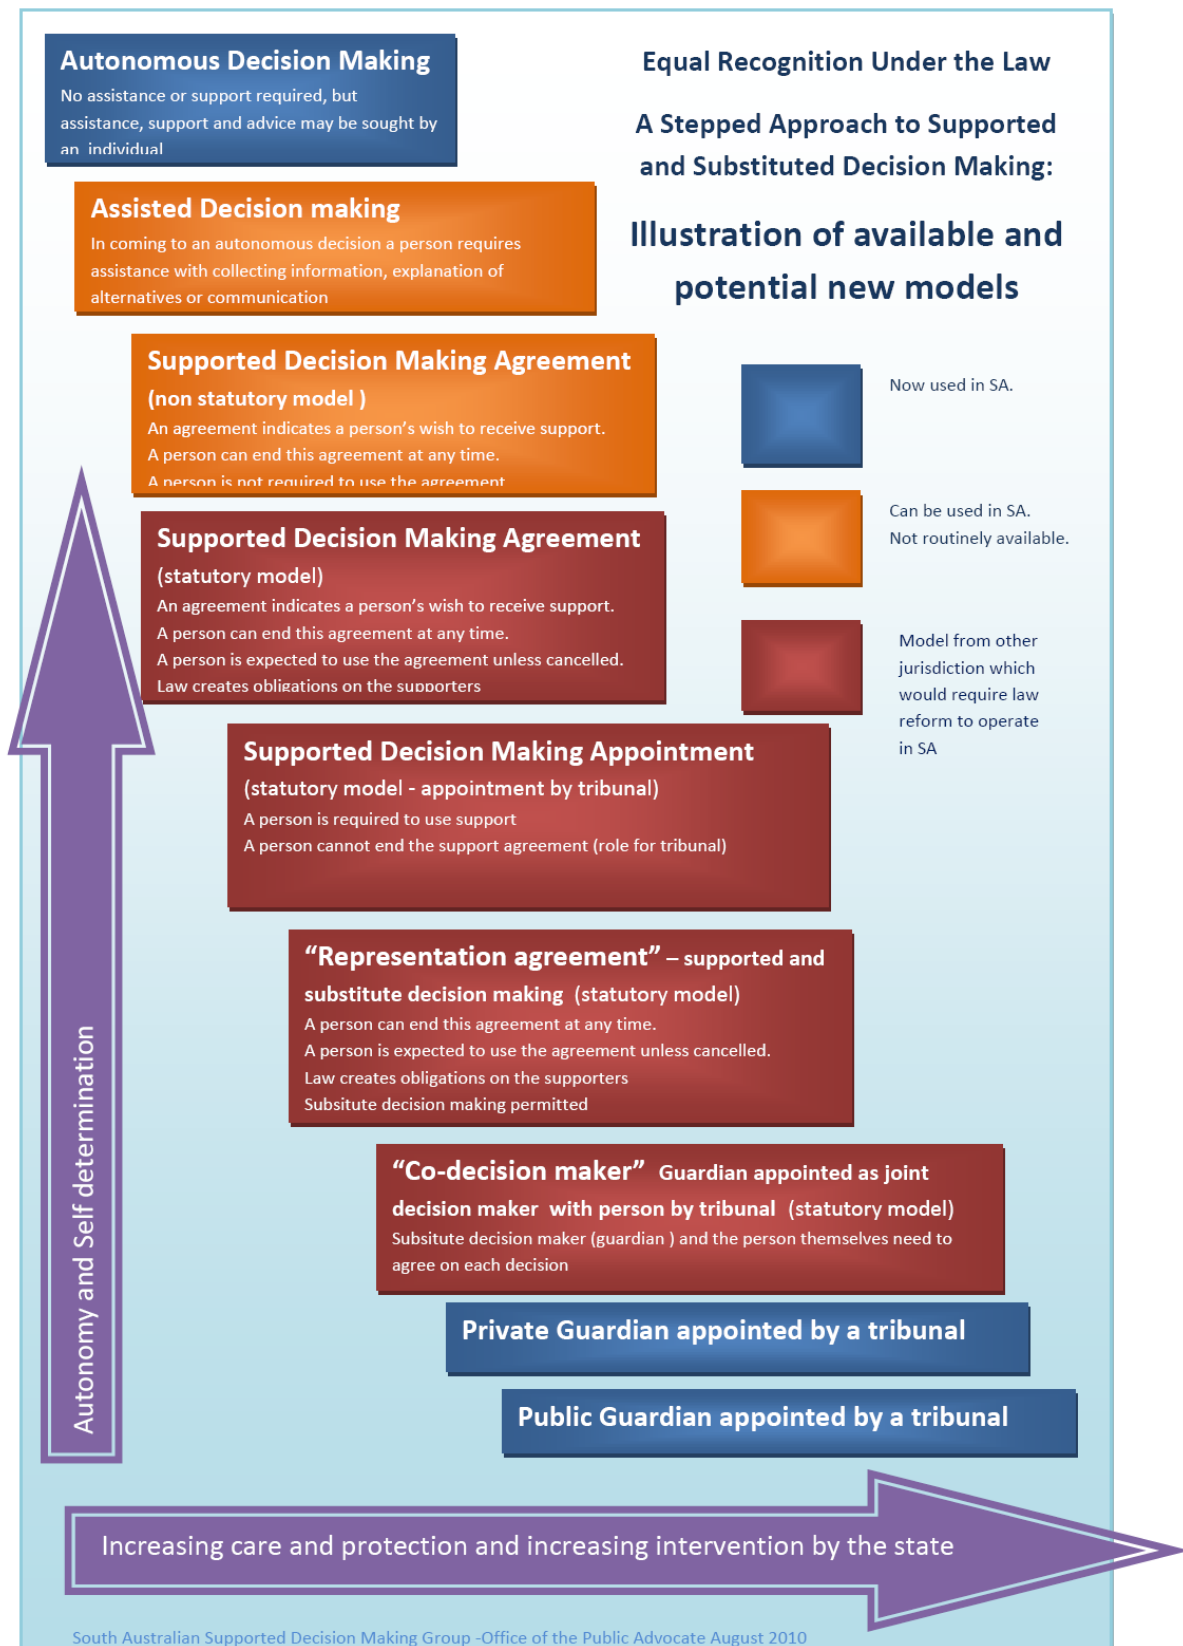 Autonomous Decision Making
No assistance or support required, but
assistance, support and advice may be sought by
an individual
Equal Recognition Under the Law
A Stepped Approach to Supported
and Substituted Decision Making:
Illustration of available and
potential new models
Assisted Decision making
In coming to an autonomous decision a person requires
assistance with collecting information, explanation of
alternatives or communication
Supported Decision Making Agreement
(non statutory model )
An agreement indicates a person’s wish to receive support.
A person can end this agreement at any time.
A person is not required to use the agreement
Now used in SA.
Can be used in SA.
Not routinely available.
Model from other
jurisdiction which
would require law
reform to operate
in SA
Supported Decision Making Agreement
(statutory model)
An agreement indicates a person’s wish to receive support.
A person can end this agreement at any time.
A person is expected to use the agreement unless cancelled.
Law creates obligations on the supporters
Supported Decision Making Appointment
(statutory model - appointment by tribunal)
A person is required to use support
A person cannot end the support agreement (role for tribunal)
“Representation agreement” – supported and
substitute decision making (statutory model)
A person can end this agreement at any time.
A person is expected to use the agreement unless cancelled.
Law creates obligations on the supporters
Subsitute decision making permitted
“Co-decision maker” Guardian appointed as joint
decision maker with person by tribunal (statutory model)
Subsitute decision maker (guardian ) and the person themselves need to
agree on each decision
Private Guardian appointed by a tribunal
Public Guardian appointed by a tribunal
Autonomy and Self determination
Increasing care and protection and increasing intervention by the state
South Australian Supported Decision Making Group -Office of the Public Advocate August 2010